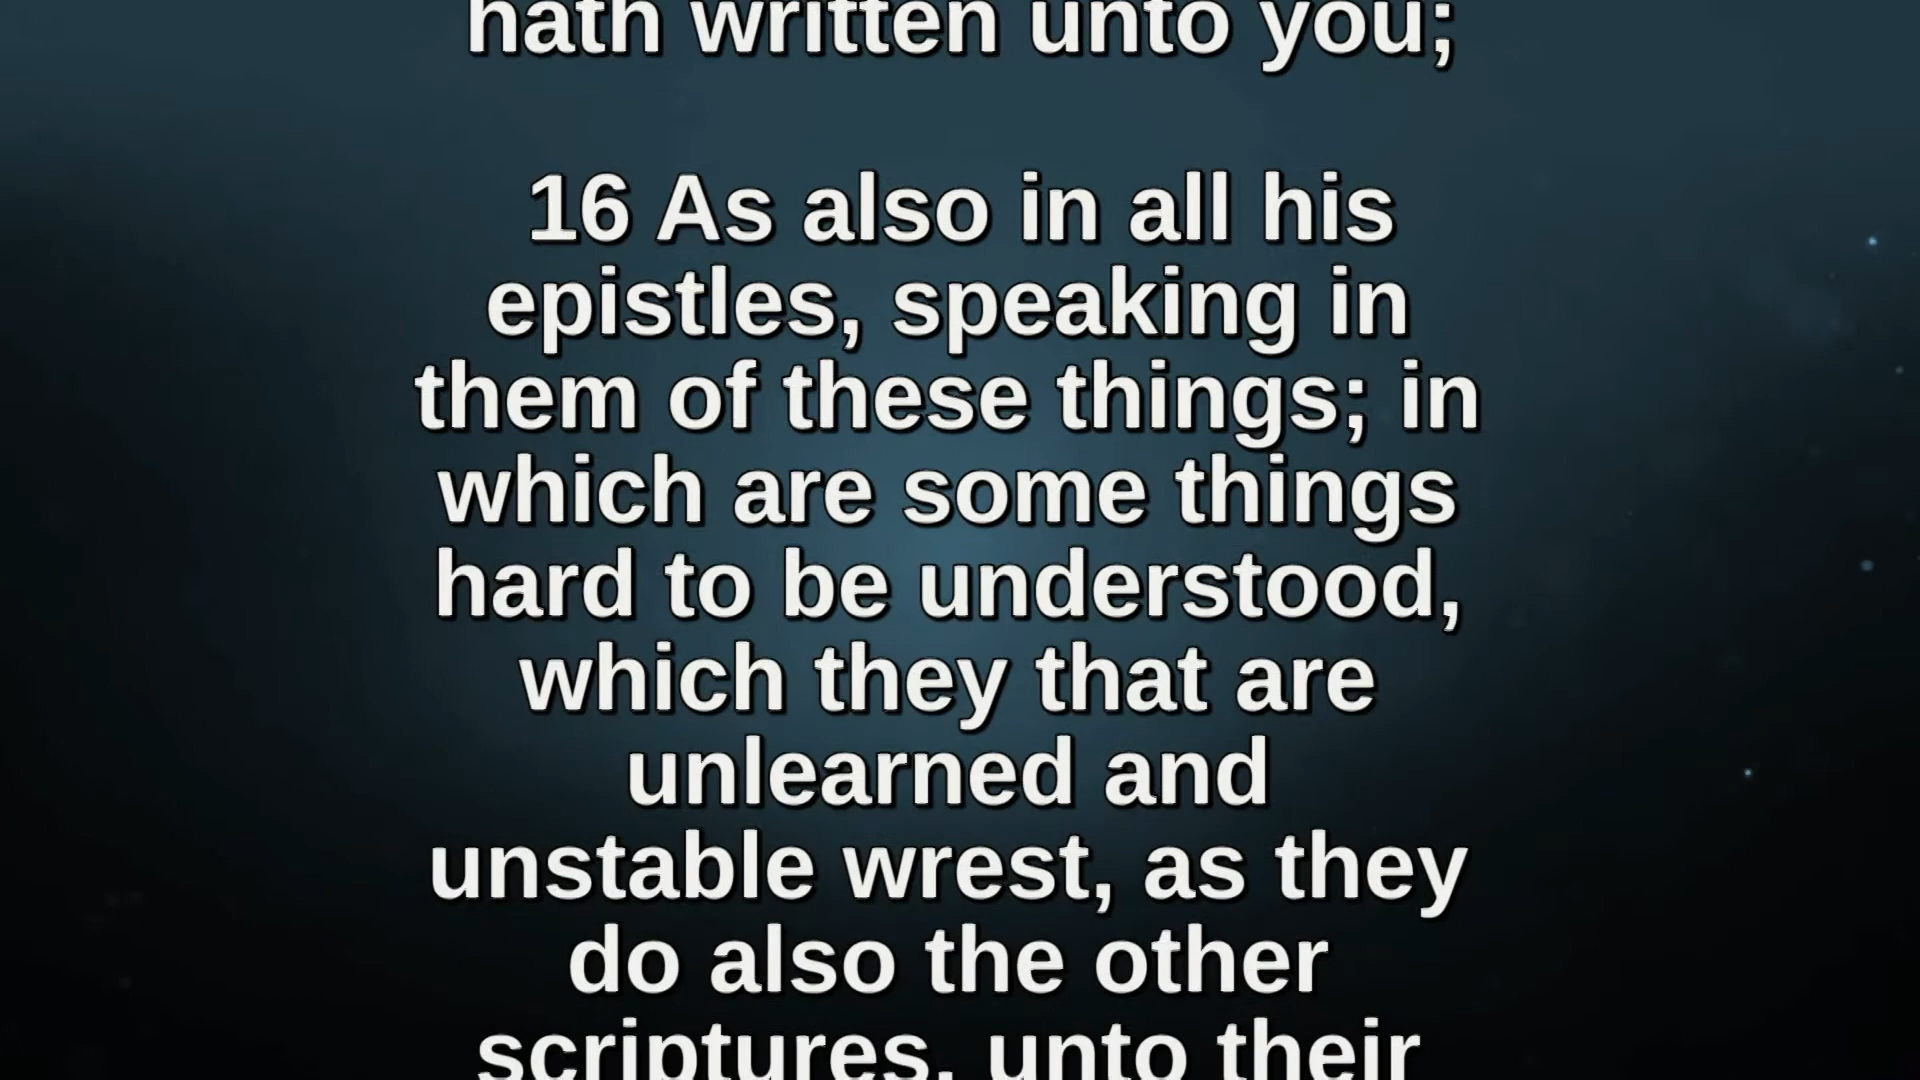 hath written unto you;
16 As also in all his
epistles, speaking in
them of these things; in
which are some things
hard to be understood,
which they that are
unlearned and
unstable wrest, as they
do also the other
scriptures, unto their